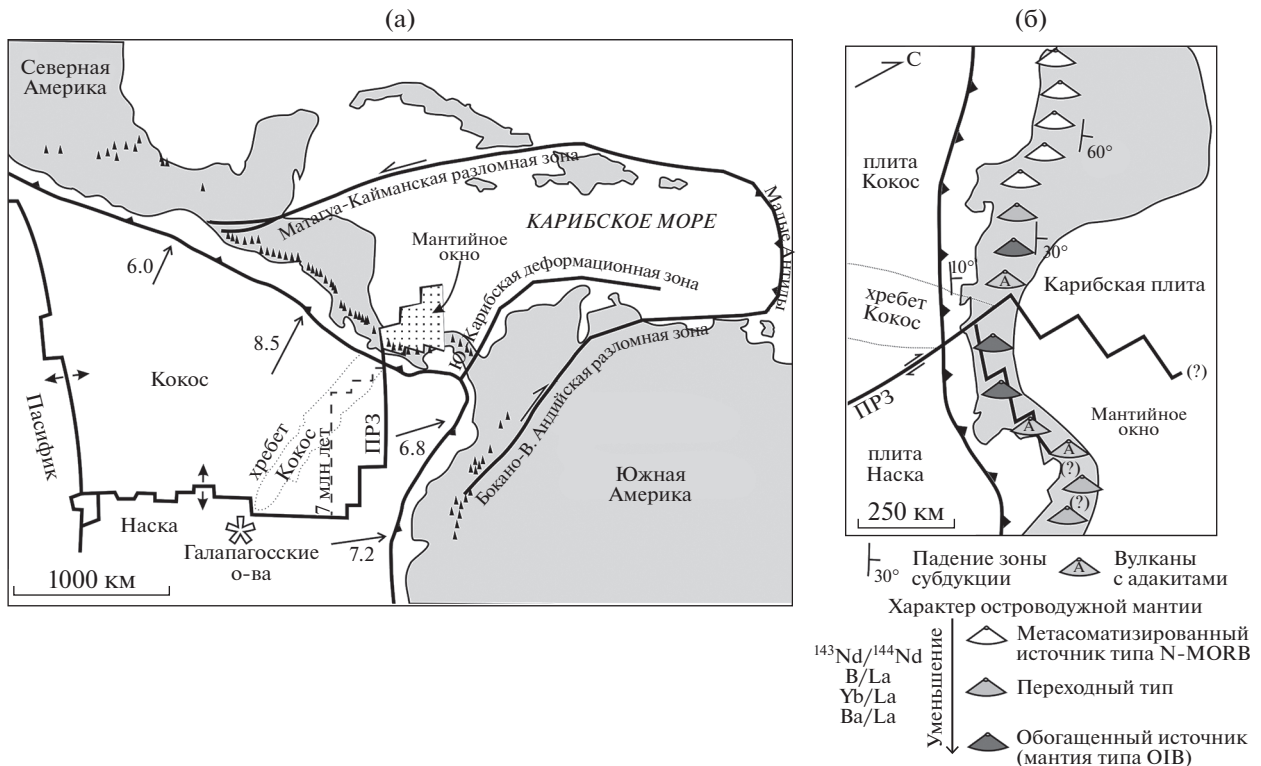 (а)
Северная
Америка
Матагуа-Кайманская разломная зона
КАРИБСКОЕ МОРЕ
Малые Антилы
Мантийное
окно
Ю. Карибская деформационная зона
6.0
8.5
Кокос
Пасифик
хребет
Кокос
7 млн лет
ПРЗ
6.8
Бокано-В. Андийская разломная зона
Южная
Америка
Наска
Галапагосские
о-ва
7.2
1000 км
(б)
С
60°
плита
Кокос
30°
10°
А
Карибская плита
хребет
Кокос
(?)
ПРЗ
Мантийное
окно
А
А
(?)
(?)
плита
Наска
250 км
30°
Падение зоны
субдукции
А
Вулканы
с адакитами
Характер островодужной мантии
Уменьшение
¹⁴³Nd/¹⁴⁴Nd
B/La
Yb/La
Ba/La
Метасоматизированный
источник типа N-MORB
Переходный тип
Обогащенный источник
(мантия типа OIB)